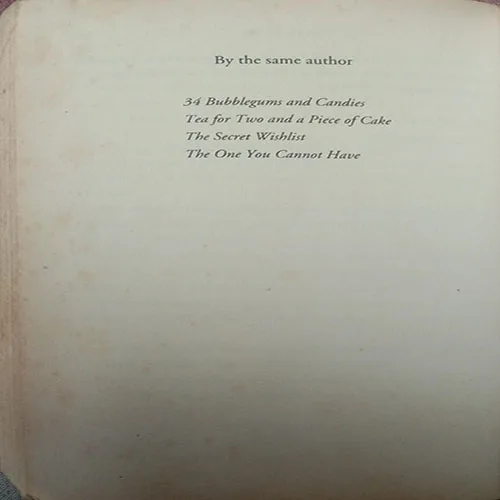 By the same author
34 Bubblegums and Candies
Tea for Two and a Piece of Cake
The Secret Wishlist
The One You Cannot Have